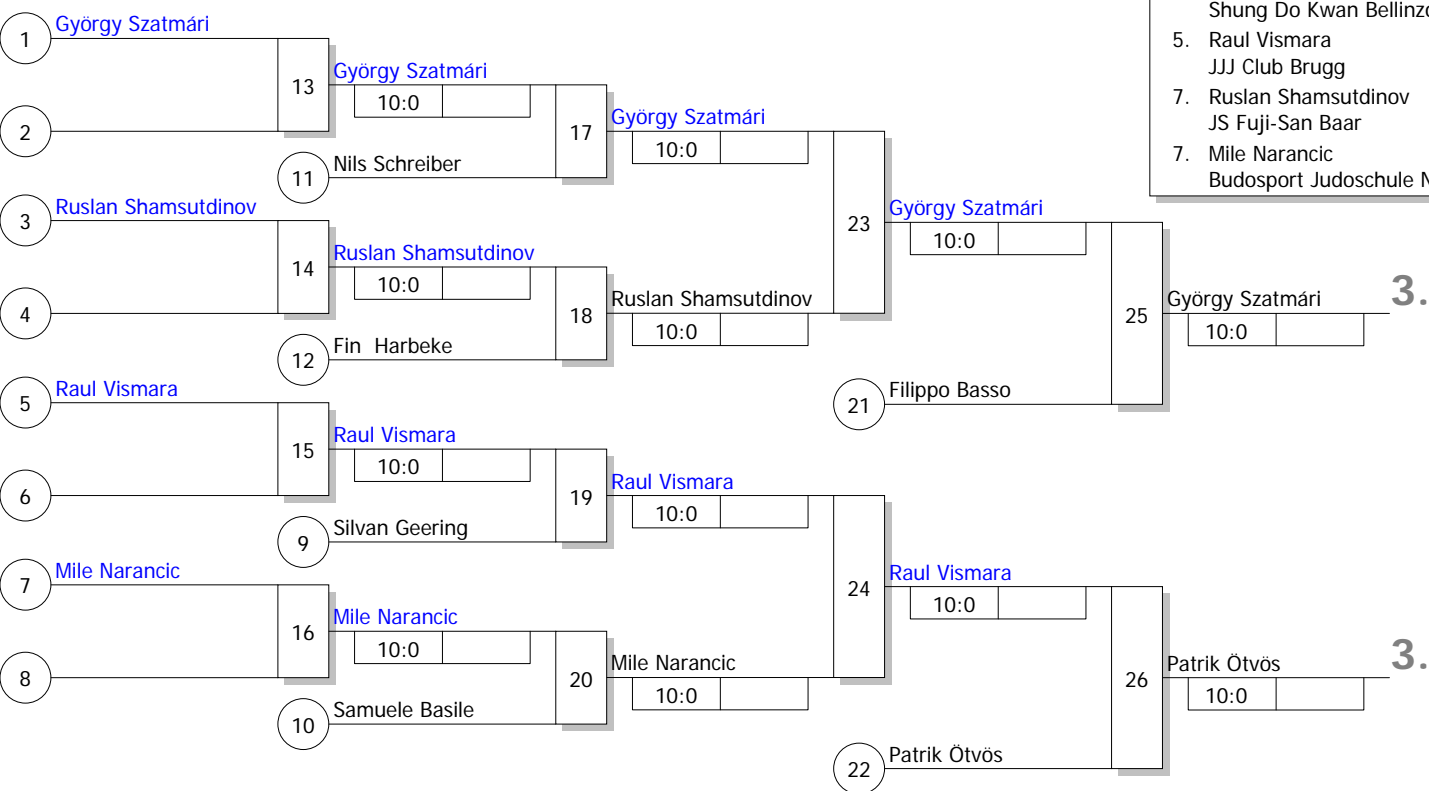 Shung Do Kwan
5. Raul Vismara
JJJ Club Brugg
7. Ruslan Shamsutdinov
JS Fuji-San Baar
7. Mile Narancic
Budosport Judoschule
1 György Szatmári
13 György Szatmári
10:0
2
17 György Szatmári
10:0
11 Nils Schreiber
3 Ruslan Shamsutdinov
23 György Szatmári
10:0
14 Ruslan Shamsutdinov
10:0
4
18 Ruslan Shamsutdinov
10:0
25 György Szatmári 3.
10:0
12 Fin Harbeke
5 Raul Vismara
21 Filippo Basso
15 Raul Vismara
10:0
6
19 Raul Vismara
10:0
9 Silvan Geering
7 Mile Narancic
24 Raul Vismara
10:0
16 Mile Narancic
10:0
8
20 Mile Narancic
10:0
26 Patrik Ötvös 3.
10:0
10 Samuele Basile
22 Patrik Ötvös